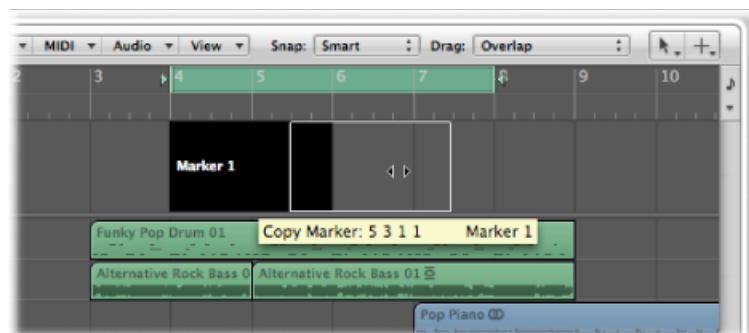 MIDI Audio View Snap: Smart Drag: Overlap
2 3 4 5 6 7 8 9 10
Marker 1
Copy Marker: 5 3 1 1 Marker 1
Funky Pop Drum 01
Alternative Rock Bass 0 Alternative Rock Bass 01
Pop Piano